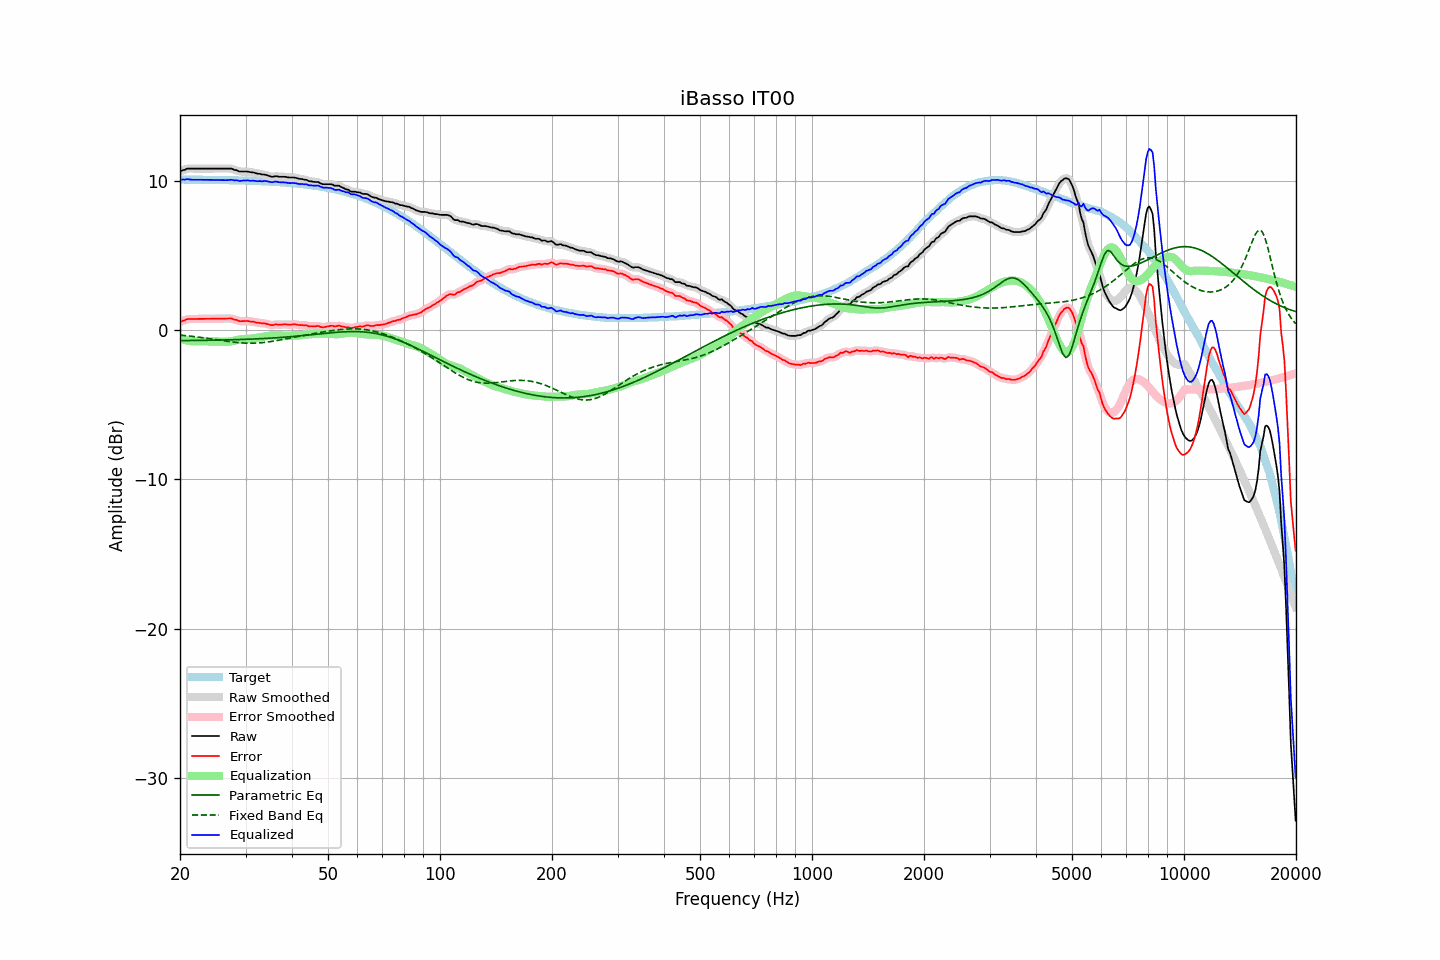 iBasso IT00
Amplitude (dBr)
10
0
−10
−20
−30
Target
Raw Smoothed
Error Smoothed
Raw
Error
Equalization
Parametric Eq
Fixed Band Eq
Equalized
20 50 100 200 500 1000 2000 5000 10000 20000
Frequency (Hz)